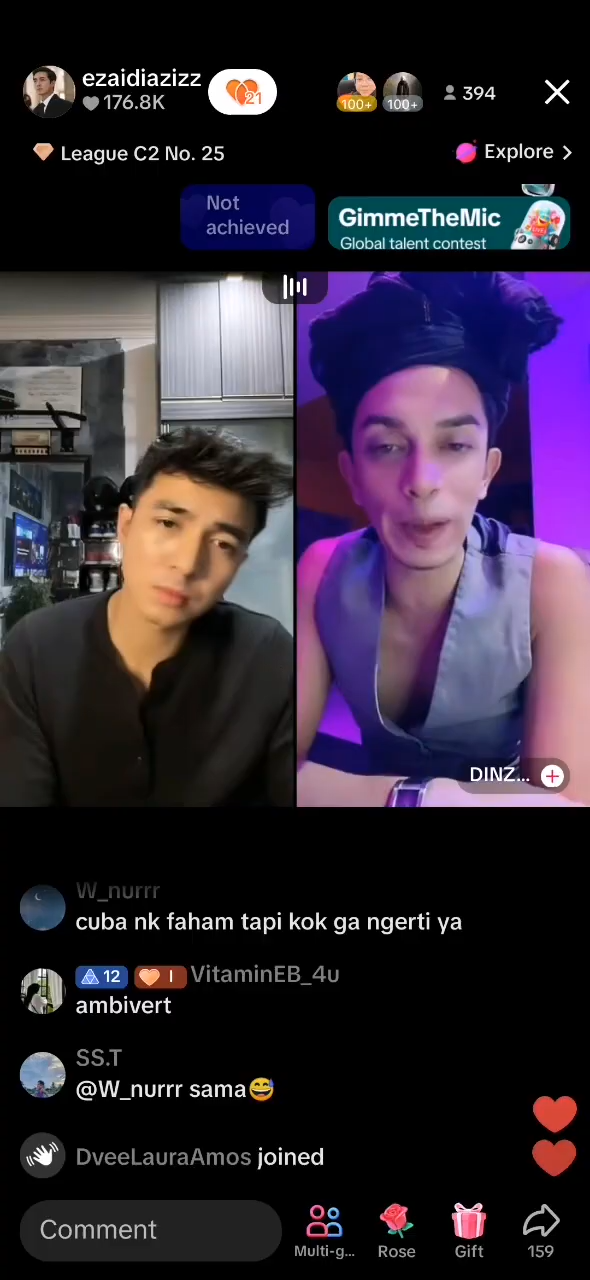 ezaidiazizz
176.8K
21
100+
100+
394
League C2 No. 25
Explore
Not
achieved
GimmeTheMic
Global talent contest
DINZ...
W_nurrr
cuba nk faham tapi kok ga ngerti ya
12 I VitaminEB_4u
ambivert
SS.T
@W_nurrr sama😅
DveeLauraAmos joined
Comment
Multi-g...
Rose
Gift
159